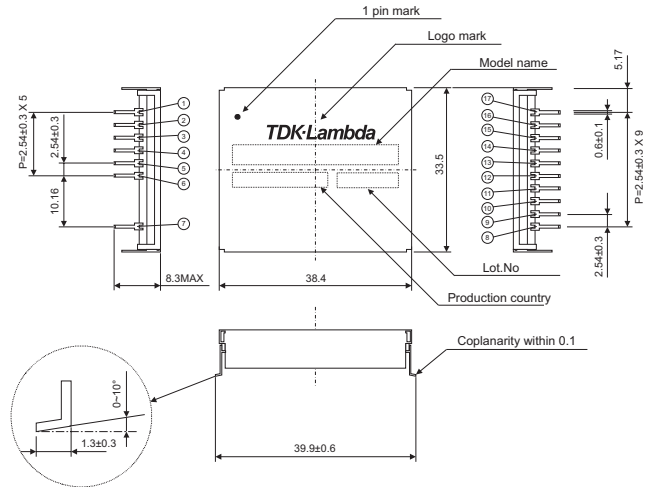 1 pin mark
Logo mark
Model name
TDK·Lambda
Lot.No
Production country
Coplanarity within 0.1
P=2.54±0.3 X 5
2.54±0.3
10.16
8.3MAX
1
2
3
4
5
6
7
33.5
38.4
17
16
15
14
13
12
11
10
9
8
5.17
0.6±0.1
P=2.54±0.3 X 9
2.54±0.3
0~10°
1.3±0.3
39.9±0.6